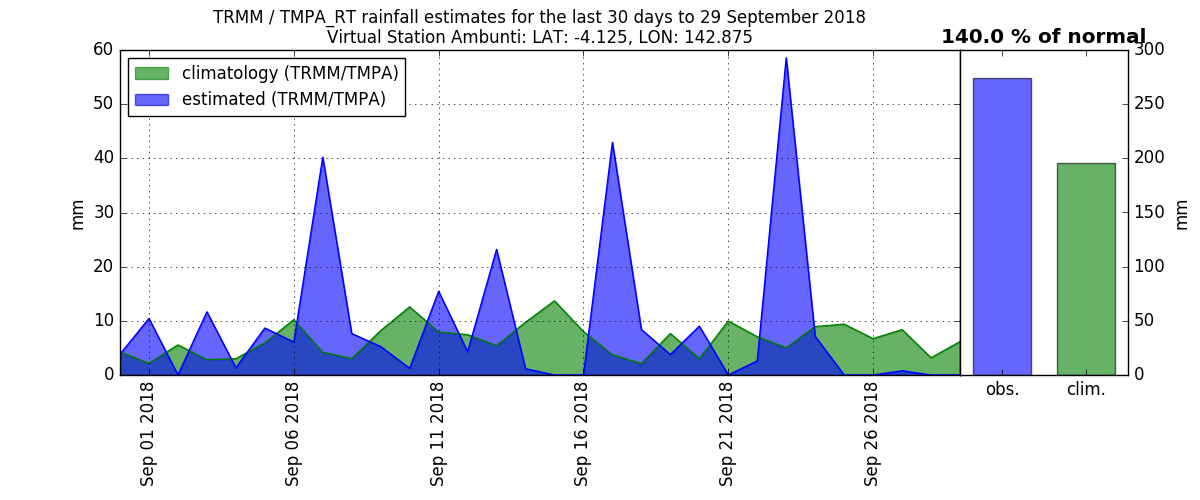 TRMM / TMPA_RT rainfall estimates for the last 30 days to 29 September 2018
Virtual Station Ambunti: LAT: -4.125, LON: 142.875
140.0 % of normal
climatology (TRMM/TMPA)
estimated (TRMM/TMPA)
60
50
40
30
20
10
0
mm
Sep 01 2018
Sep 06 2018
Sep 11 2018
Sep 16 2018
Sep 21 2018
Sep 26 2018
obs.
clim.
300
250
200
150
100
50
0
mm